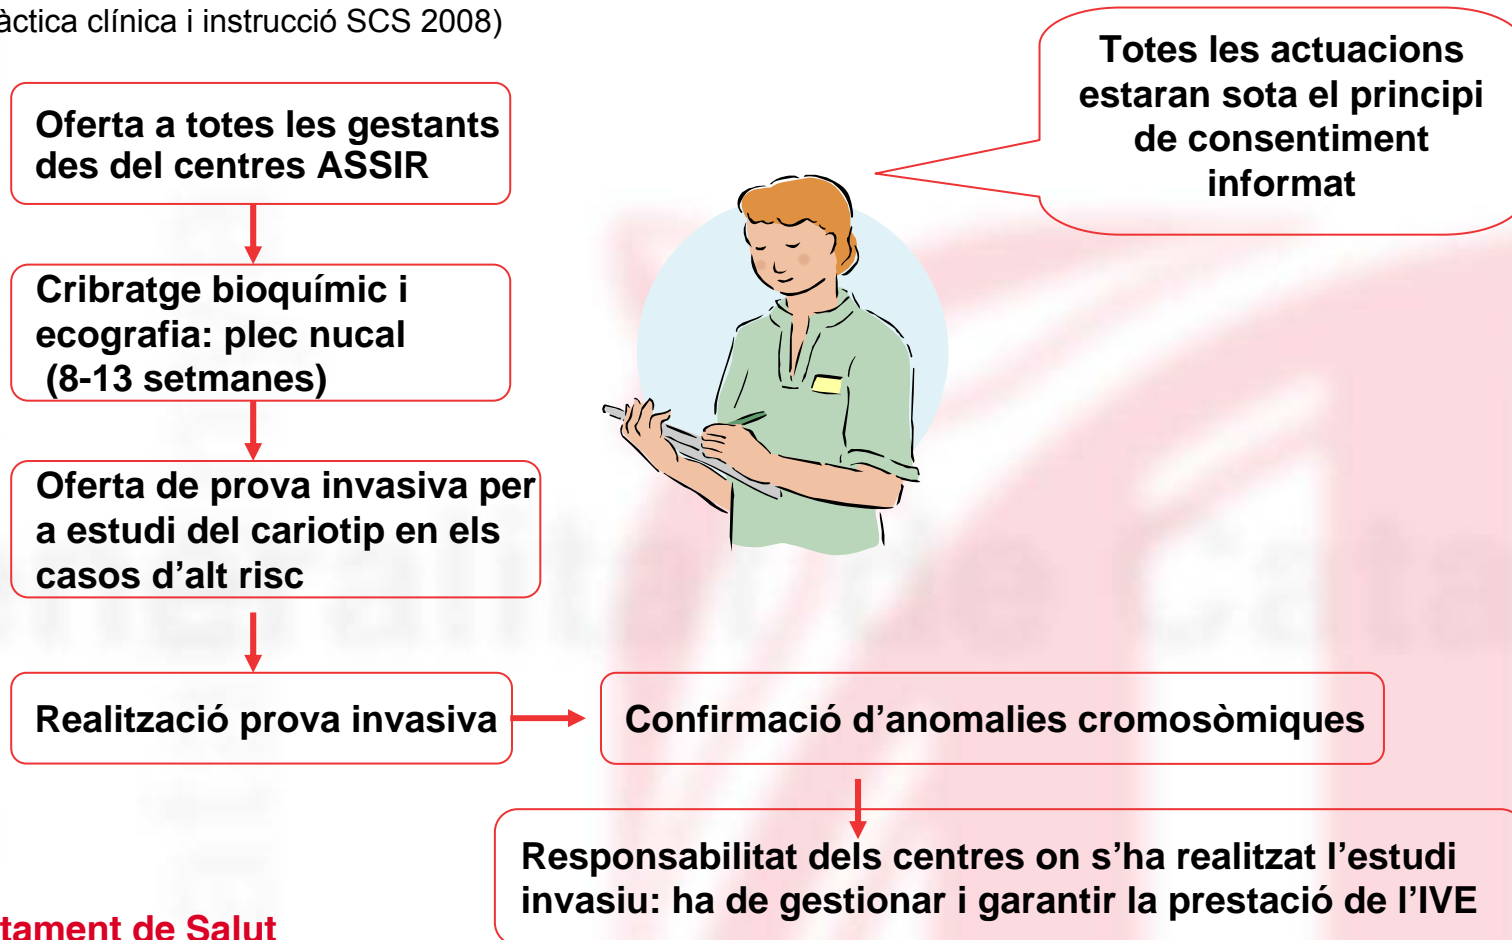 àctica clínica i instrucció SCS 2008)
Totes les actuacions
estaran sota el principi
de consentiment
informat
Oferta a totes les gestants
des del centres ASSIR
Cribratge bioquímic i
ecografia: plec nucal
(8-13 setmanes)
Oferta de prova invasiva per
a estudi del cariotip en els
casos d’alt risc
Realització prova invasiva
Confirmació d’anomalies cromosòmiques
Responsabilitat dels centres on s’ha realitzat l’estudi
invasiu: ha de gestionar i garantir la prestació de l’IVE
tament de Salut